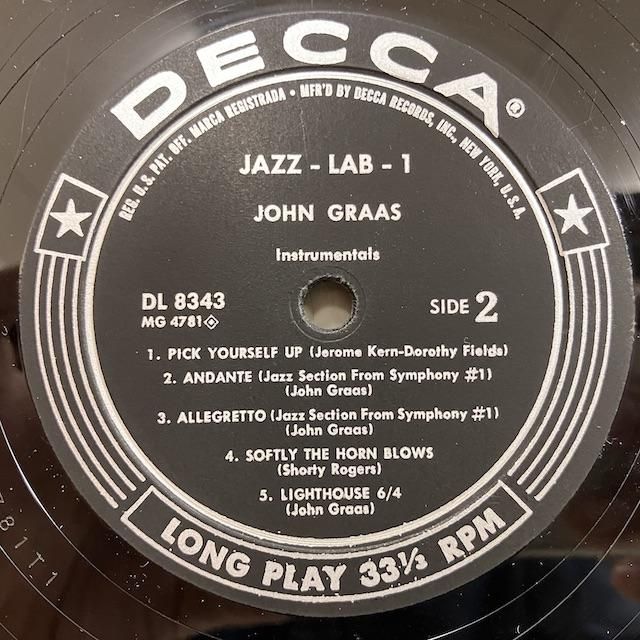 DECCA®
REG. U.S. PAT. OFF. MARCA REGISTRADA • MFR'D BY DECCA RECORDS, INC., NEW YORK, U.S.A.
JAZZ - LAB - 1
JOHN GRAAS
Instrumentals
DL 8343
MG 4781
SIDE 2
1. PICK YOURSELF UP (Jerome Kern-Dorothy Fields)
2. ANDANTE (Jazz Section From Symphony #1)
(John Graas)
3. ALLEGRETTO (Jazz Section From Symphony #1)
(John Graas)
4. SOFTLY THE HORN BLOWS
(Shorty Rogers)
5. LIGHTHOUSE 6/4
(John Graas)
LONG PLAY 33⅓ RPM
781T1